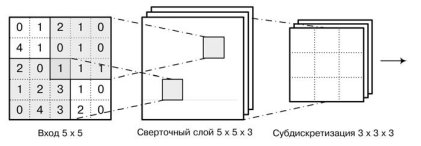 0 1 2 1 0
4 1 0 1 0
2 0 1 1 1
1 2 3 1 0
0 4 3 2 0
Вход 5 x 5
Сверточный слой 5 x 5 x 3
Субдискретизация 3 x 3 x 3